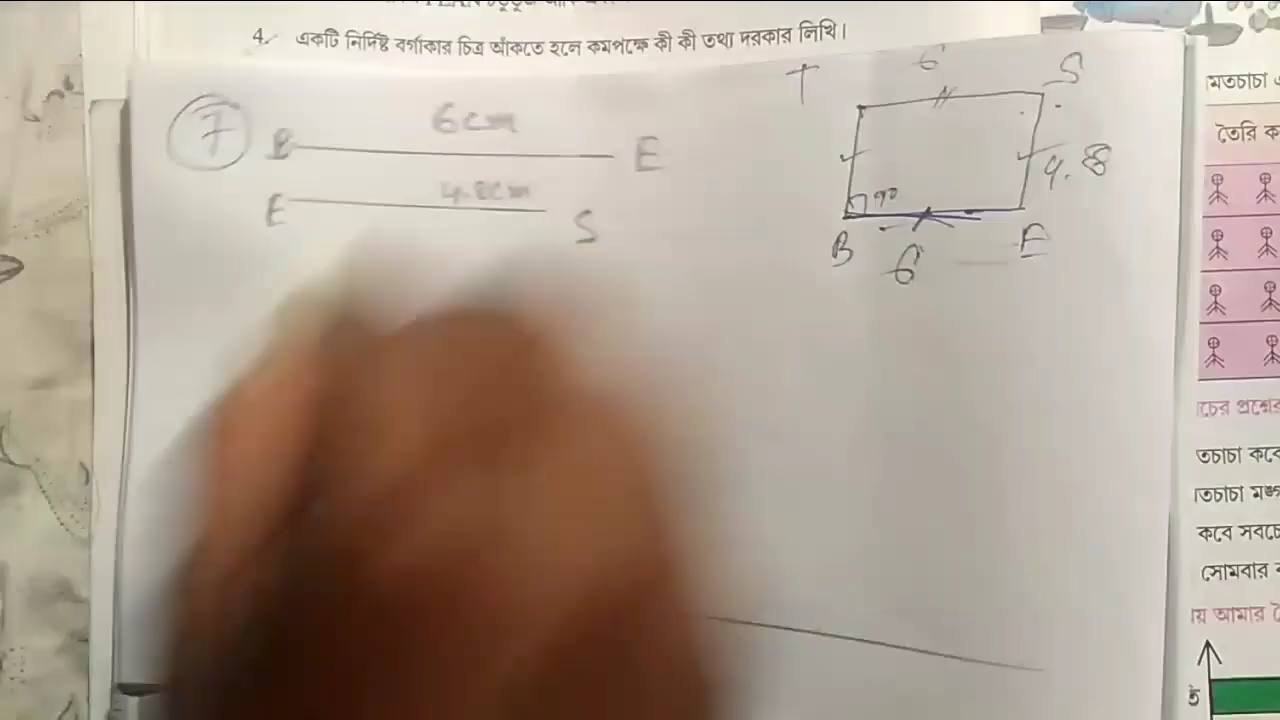 4. একটি নির্দিষ্ট বর্গাকার চিত্র আঁকতে হলে কমপক্ষে কী কী তথ্য দরকার লিখি।
7
B 6cm E
E 4.8cm S
T 6 S
4.8
90
B 6 E
মতচাচা
তৈরি ক
চের প্রশ্নের
তচাচা কবে
তিচাচা মঙ্গ
কবে সবচে
সোমবার
য় আমার